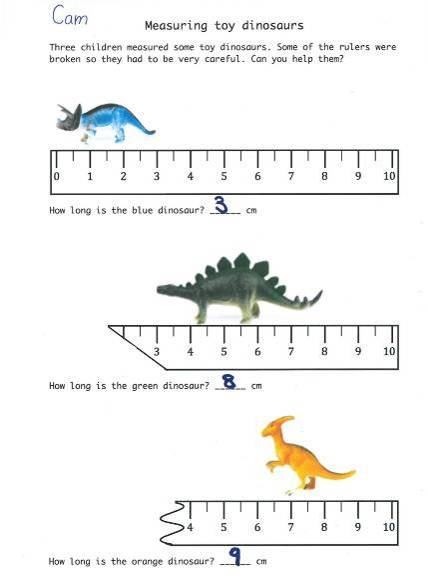 Cam
Measuring toy dinosaurs
Three children measured some toy dinosaurs. Some of the rulers were
broken so they had to be very careful. Can you help them?
0 1 2 3 4 5 6 7 8 9 10
How long is the blue dinosaur? 3 cm
3 4 5 6 7 8 9 10
How long is the green dinosaur? 8 cm
4 5 6 7 8 9 10
How long is the orange dinosaur? 9 cm